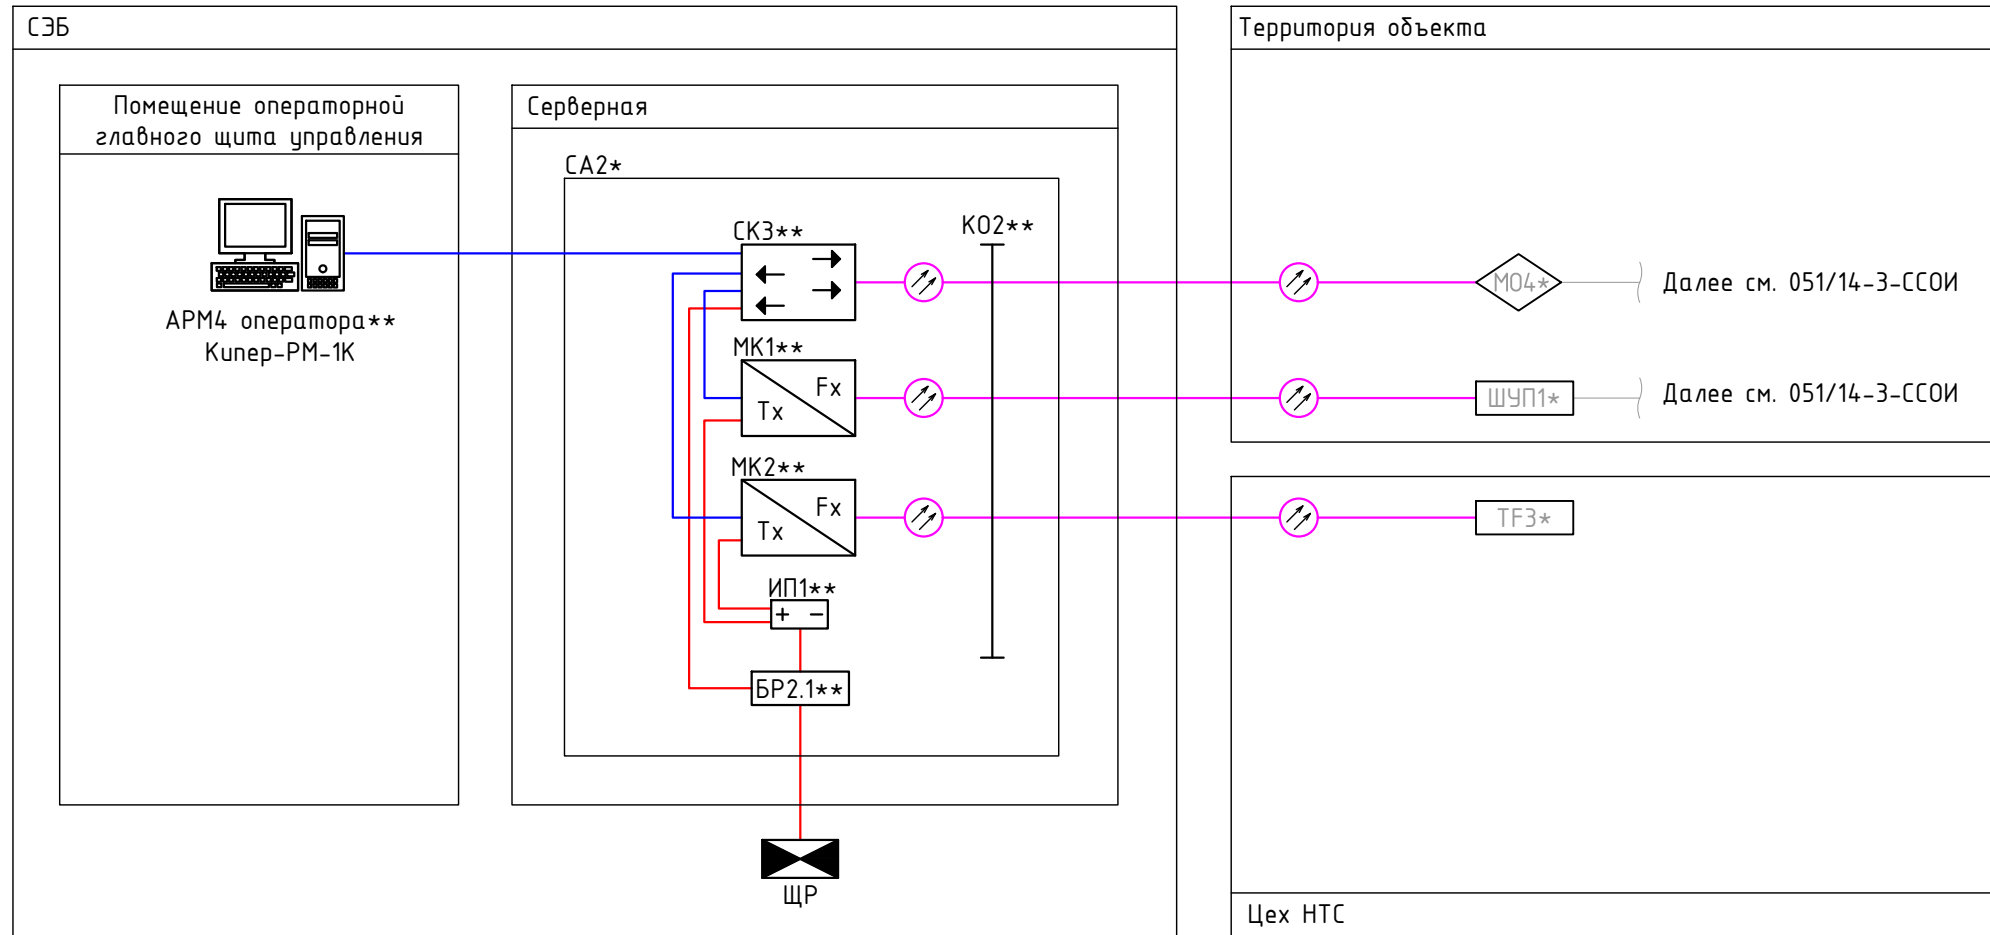 СЭБ
Помещение операторной
главного щита управления
АРМ4 оператора**
Кипер-РМ-1К
Серверная
СА2*
СК3**
КО2**
МК1**
Fx
Tx
МК2**
Fx
Tx
ИП1**
+ -
БР2.1**
ЩР
Территория объекта
МО4*
Далее см. 051/14-3-ССОИ
ШУП1*
Далее см. 051/14-3-ССОИ
TF3*
Цех НТС